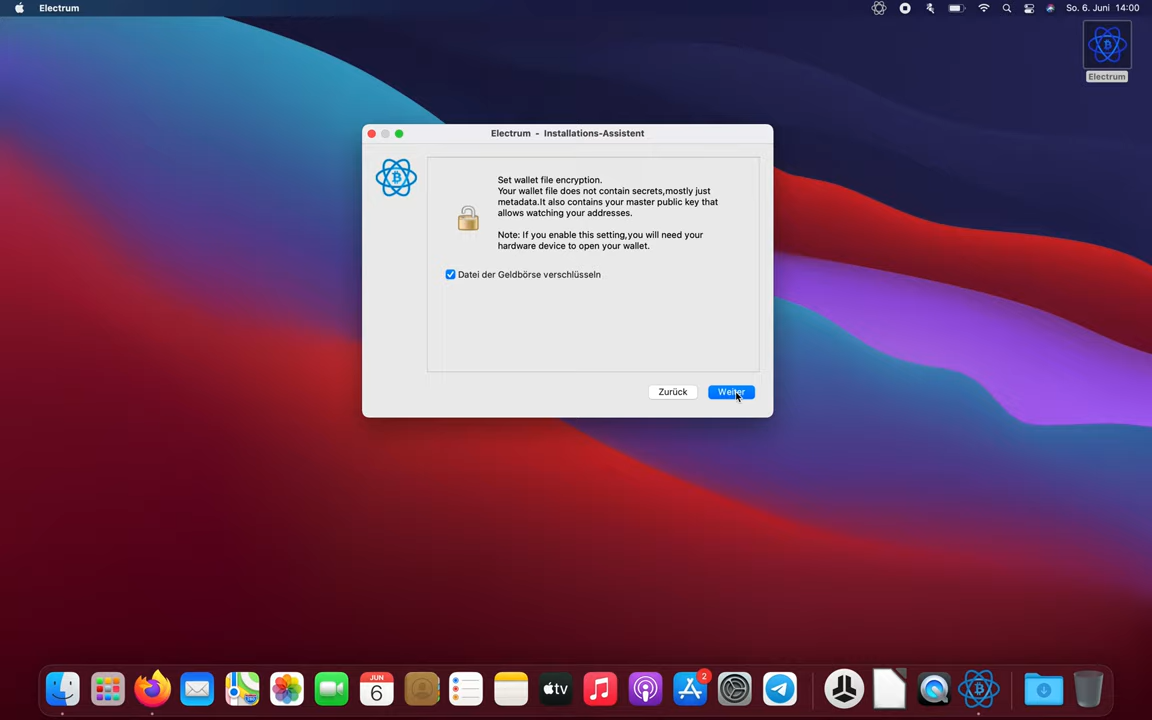 Electrum
So. 6. Juni 14:00
Electrum
Electrum - Installations-Assistent
Set wallet file encryption.
Your wallet file does not contain secrets,mostly just
metadata.It also contains your master public key that
allows watching your addresses.
Note: If you enable this setting,you will need your
hardware device to open your wallet.
Datei der Geldbörse verschlüsseln
Zurück
Weiter
JUN
6
tv
2